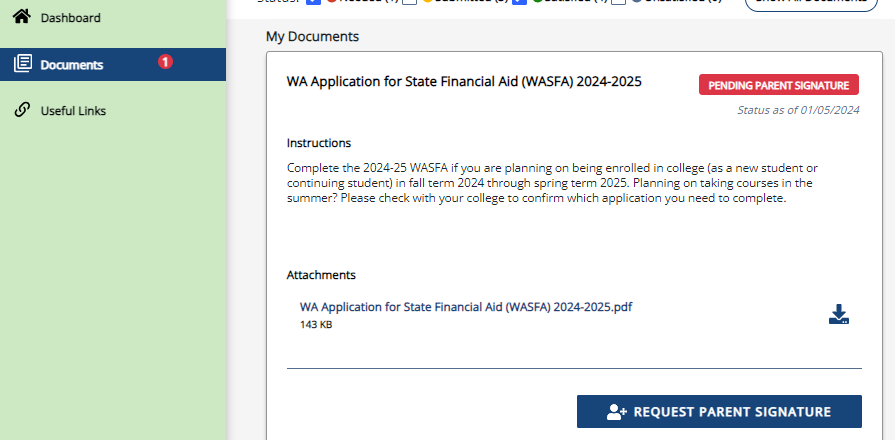 Dashboard
Documents 1
Useful Links
My Documents
WA Application for State Financial Aid (WASFA) 2024-2025
PENDING PARENT SIGNATURE
Status as of 01/05/2024
Instructions
Complete the 2024-25 WASFA if you are planning on being enrolled in college (as a new student or
continuing student) in fall term 2024 through spring term 2025. Planning on taking courses in the
summer? Please check with your college to confirm which application you need to complete.
Attachments
WA Application for State Financial Aid (WASFA) 2024-2025.pdf
143 KB
REQUEST PARENT SIGNATURE